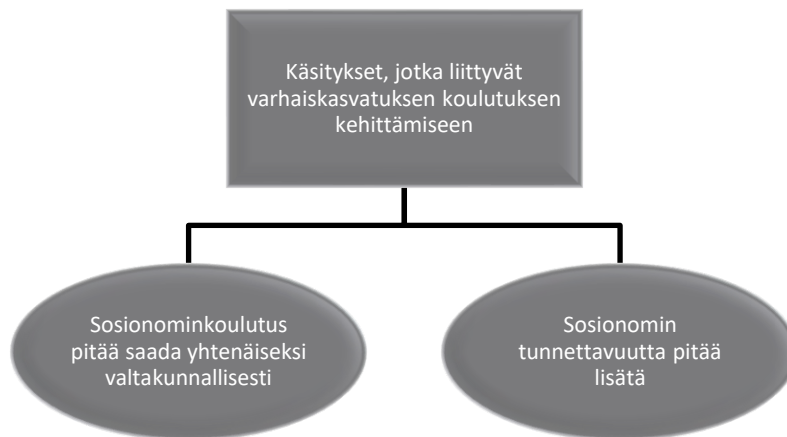 Käsitykset, jotka liittyvät
varhaiskasvatuksen koulutuksen
kehittämiseen
Sosionominkoulutus
pitää saada yhtenäiseksi
valtakunnallisesti
Sosionomin
tunnettavuutta pitää
lisätä